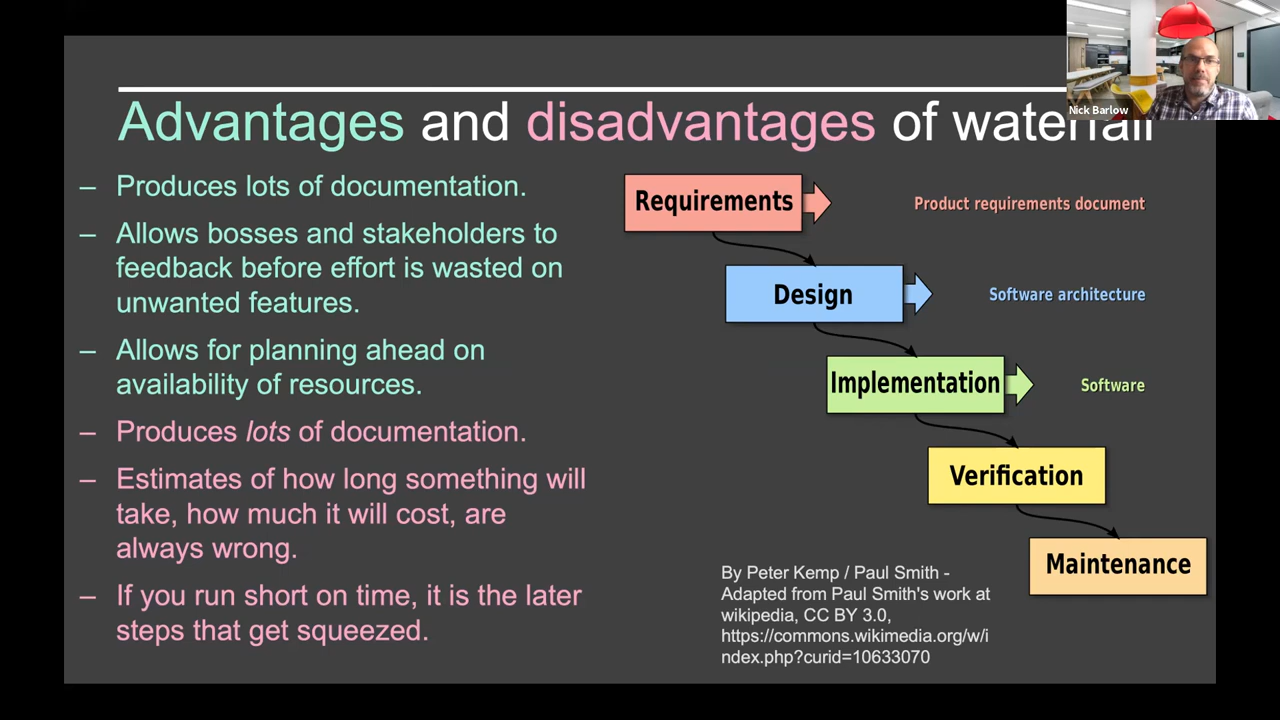 Nick Barlow
Advantages and disadvantages of waterfall
– Produces lots of documentation.
– Allows bosses and stakeholders to
feedback before effort is wasted on
unwanted features.
– Allows for planning ahead on
availability of resources.
– Produces lots of documentation.
– Estimates of how long something will
take, how much it will cost, are
always wrong.
– If you run short on time, it is the later
steps that get squeezed.
Requirements
Product requirements document
Design
Software architecture
Implementation
Software
Verification
Maintenance
By Peter Kemp / Paul Smith -
Adapted from Paul Smith's work at
wikipedia, CC BY 3.0,
https://commons.wikimedia.org/w/i
ndex.php?curid=10633070